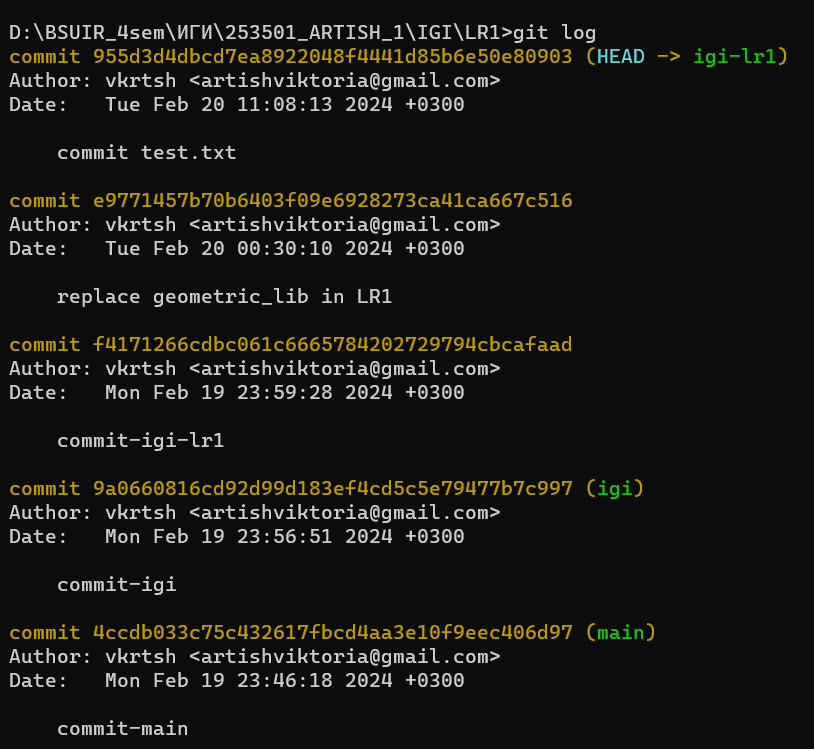 D:\BSUIR_4sem\ИГИ\253501_ARTISH_1\IGI\LR1>git log
commit 955d3d4dbcd7ea8922048f4441d85b6e50e80903 (HEAD -> igi-lr1)
Author: vkrtsh <artishviktoria@gmail.com>
Date:   Tue Feb 20 11:08:13 2024 +0300
    commit test.txt
commit e9771457b70b6403f09e6928273ca41ca667c516
Author: vkrtsh <artishviktoria@gmail.com>
Date:   Tue Feb 20 00:30:10 2024 +0300
    replace geometric_lib in LR1
commit f4171266cdbc061c6665784202729794cbcafaad
Author: vkrtsh <artishviktoria@gmail.com>
Date:   Mon Feb 19 23:59:28 2024 +0300
    commit-igi-lr1
commit 9a0660816cd92d99d183ef4cd5c5e79477b7c997 (igi)
Author: vkrtsh <artishviktoria@gmail.com>
Date:   Mon Feb 19 23:56:51 2024 +0300
    commit-igi
commit 4ccdb033c75c432617fbcd4aa3e10f9eec406d97 (main)
Author: vkrtsh <artishviktoria@gmail.com>
Date:   Mon Feb 19 23:46:18 2024 +0300
    commit-main